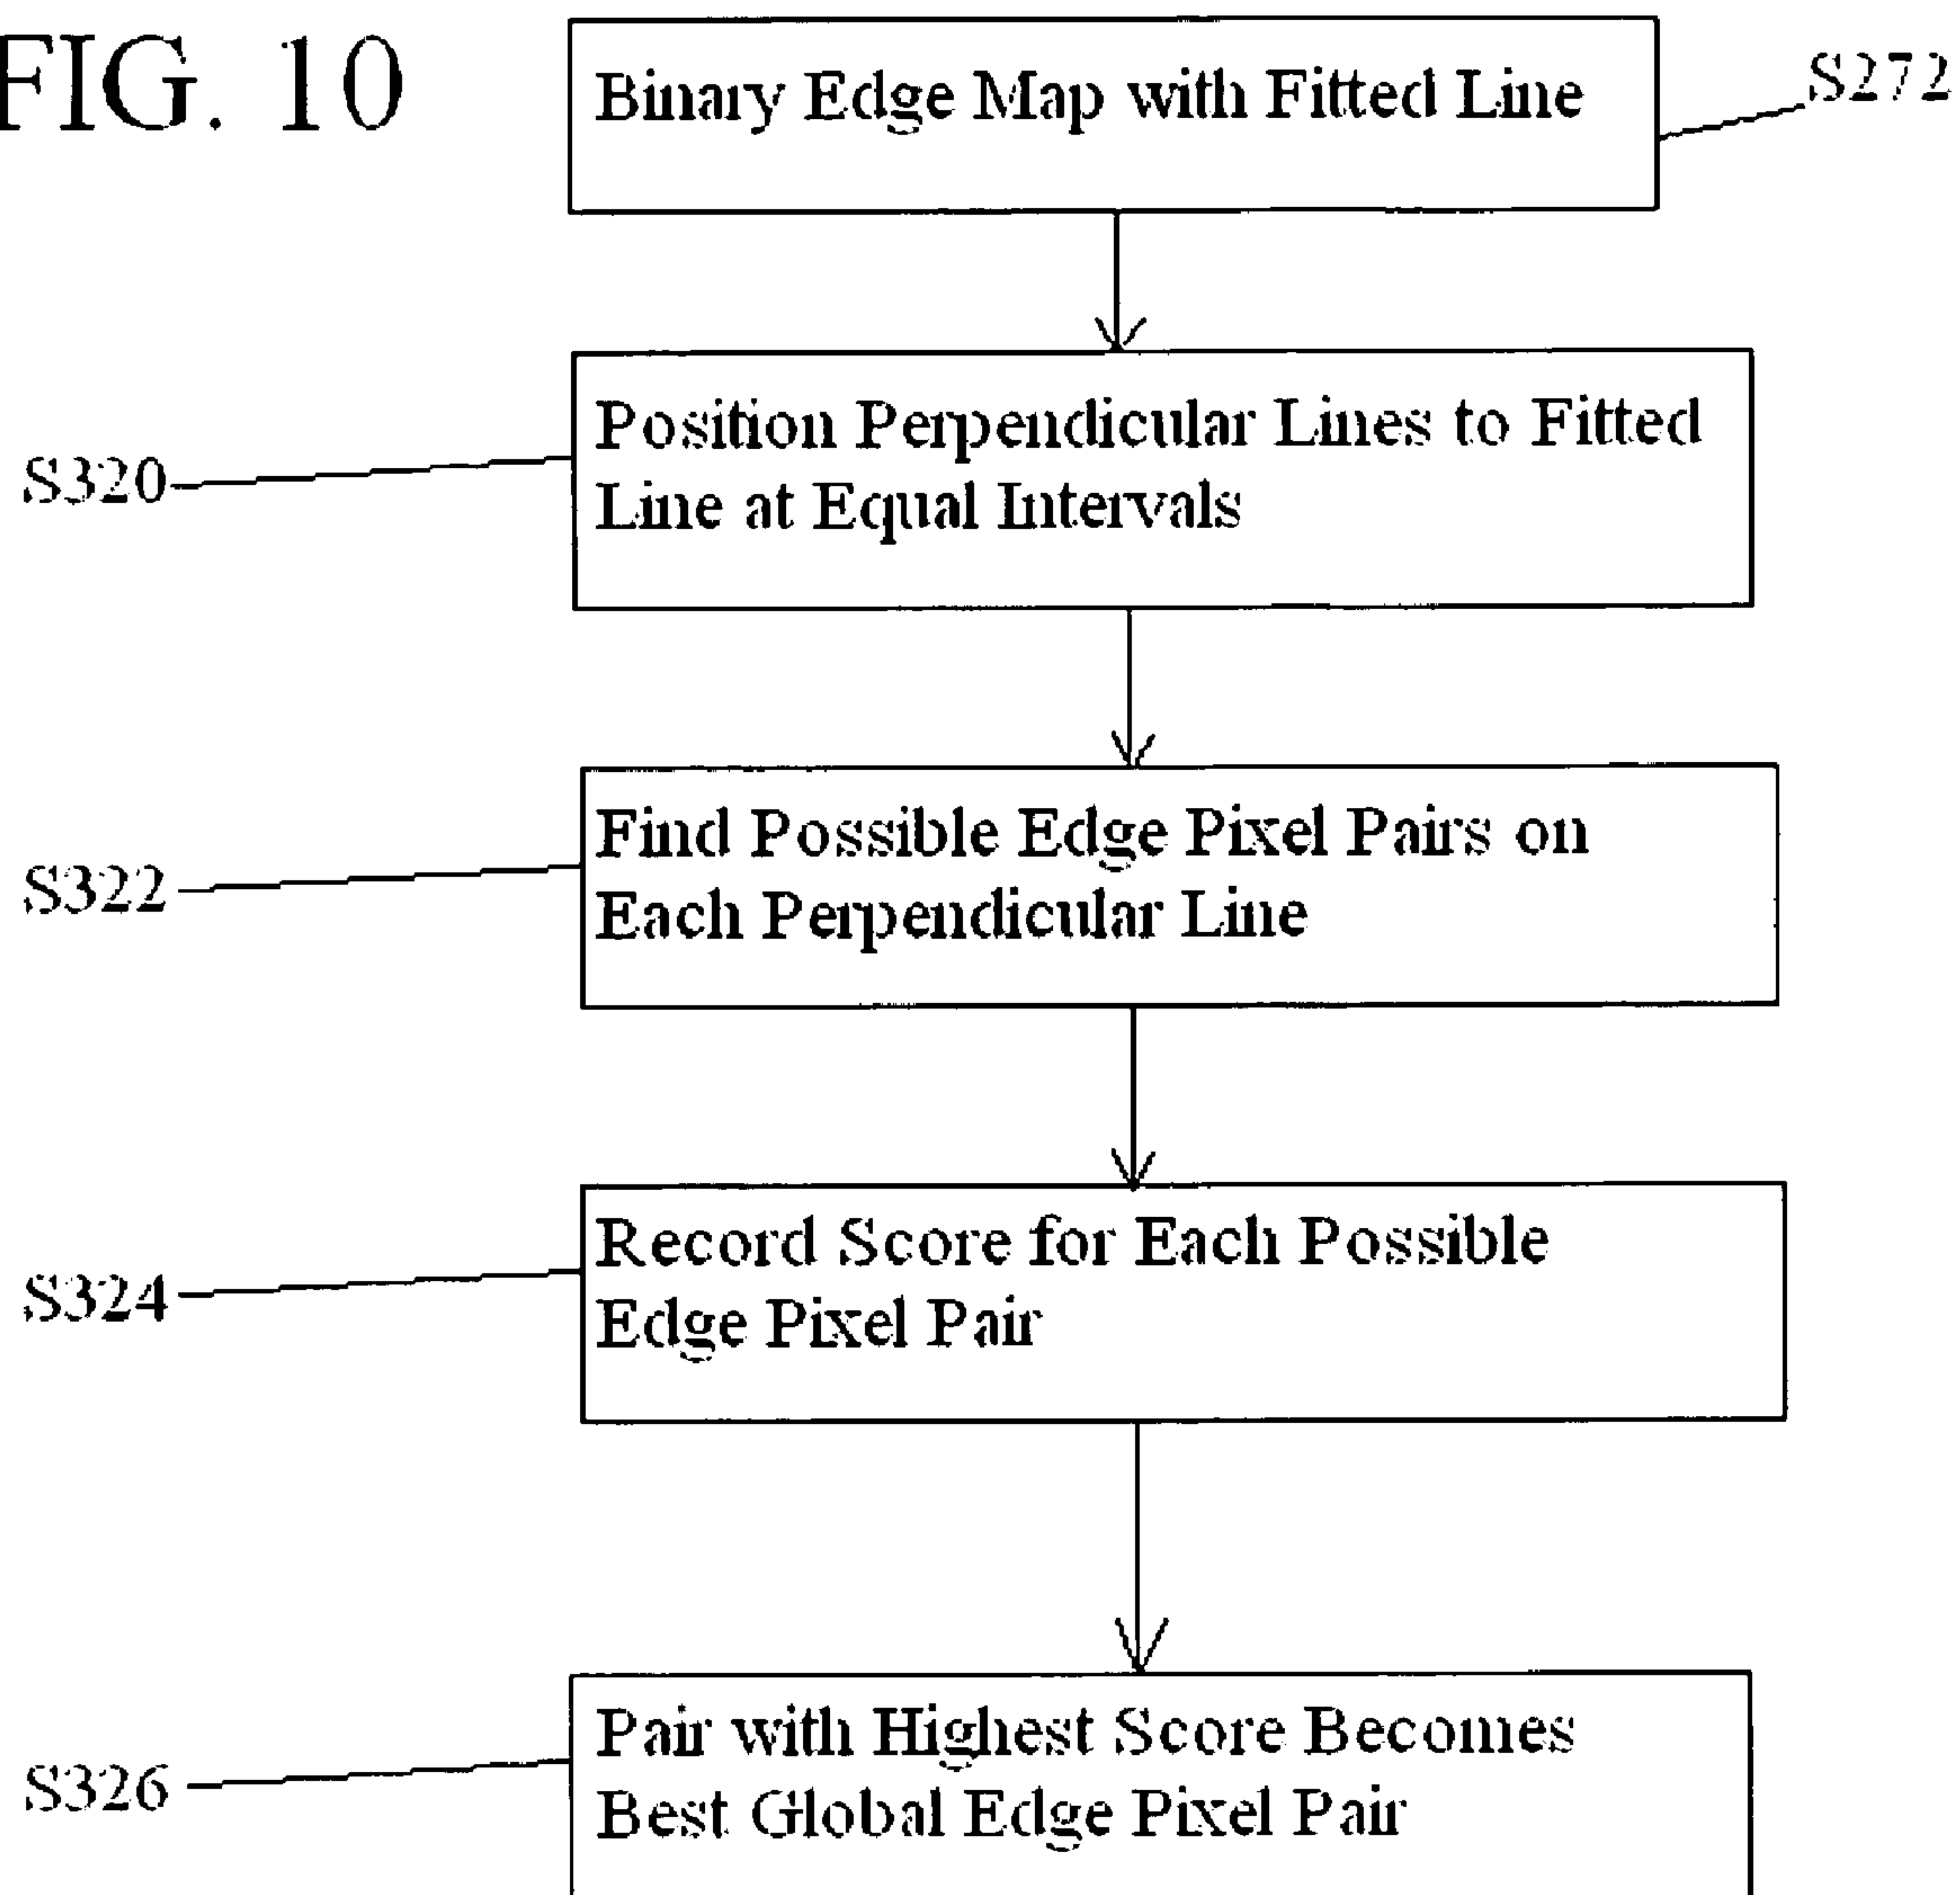 FIG. 10
Binary Edge Map with Fitted Line
S272
Position Perpendicular Lines to Fitted
Line at Equal Intervals
S320
Find Possible Edge Pixel Pairs on
Each Perpendicular Line
S322
Record Score for Each Possible
Edge Pixel Pair
S324
Pair with Highest Score Becomes
Best Global Edge Pixel Pair
S326